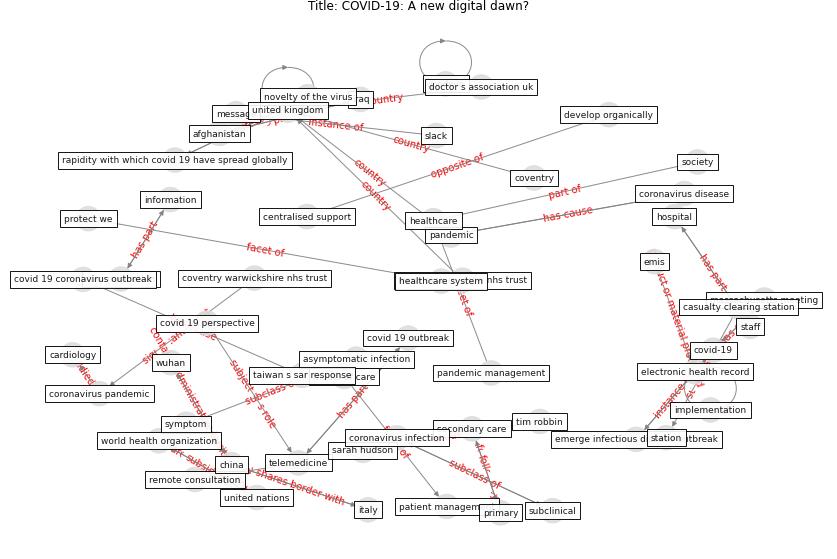 Title: COVID-19: A new digital dawn?
doctor s association uk
novelty of the virus
iraq
country
messag
united kingdom
develop organically
afghanistan
instance of
slack
country
rapidity with which covid 19 have spread globally
opposite of
society
country
coventry
part of
coronavirus disease
information
country
protect we
centralised support
healthcare
has cause
hospital
pandemic
has part
facet of
emis
covid 19 coronavirus outbreak
coventry warwickshire nhs trust
healthcare system
nhs trust
has part
massachusetts meeting
casualty clearing station
covid 19 perspective
staff
covid 19 outbreak
covid-19
cardiology
wuhan
asymptomatic infection
taiwan s sar response
care
pandemic management
electronic health record
coronavirus pandemic
subclass
implementation
symptom
has part
instance
secondary care
tim robbin
world health organization
coronavirus infection
emerge infectious d
station
outbreak
sarah hudson
china
telemedicine
remote consultation
shares border with
subclass of
united nations
italy
patient managem
primary
subclinical